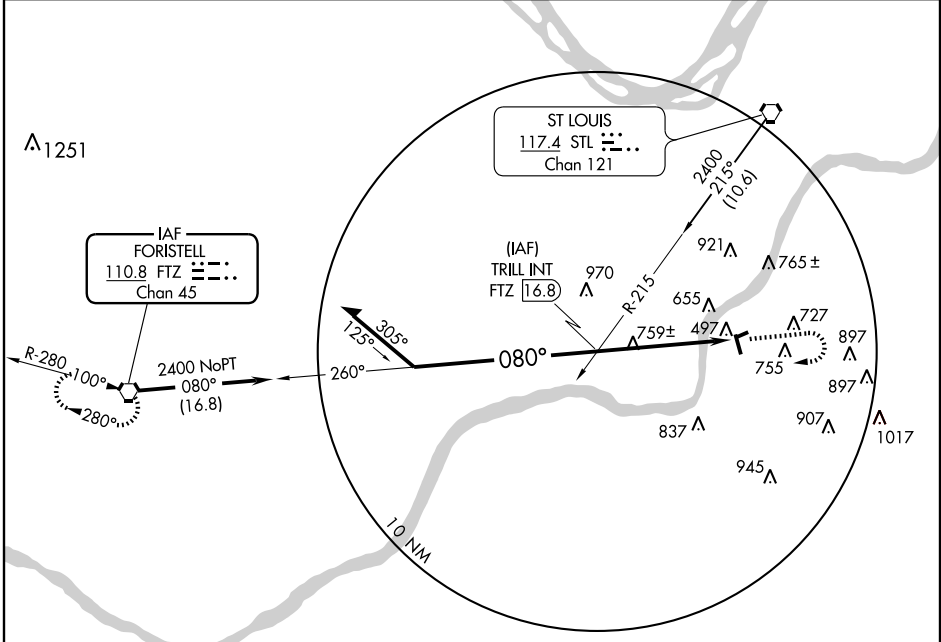 ST LOUIS
117.4 STL
Chan 121
1251
2400
215°
(10.6)
IAF
FORISTELL
110.8 FTZ
Chan 45
(IAF)
TRILL INT
FTZ 16.8
970
921
765±
R-215
655
759±
497
727
897
755
897
305°
125°
080°
R-280
100°
2400 NoPT
080°
(16.8)
260°
280°
837
907
1017
945
10 NM